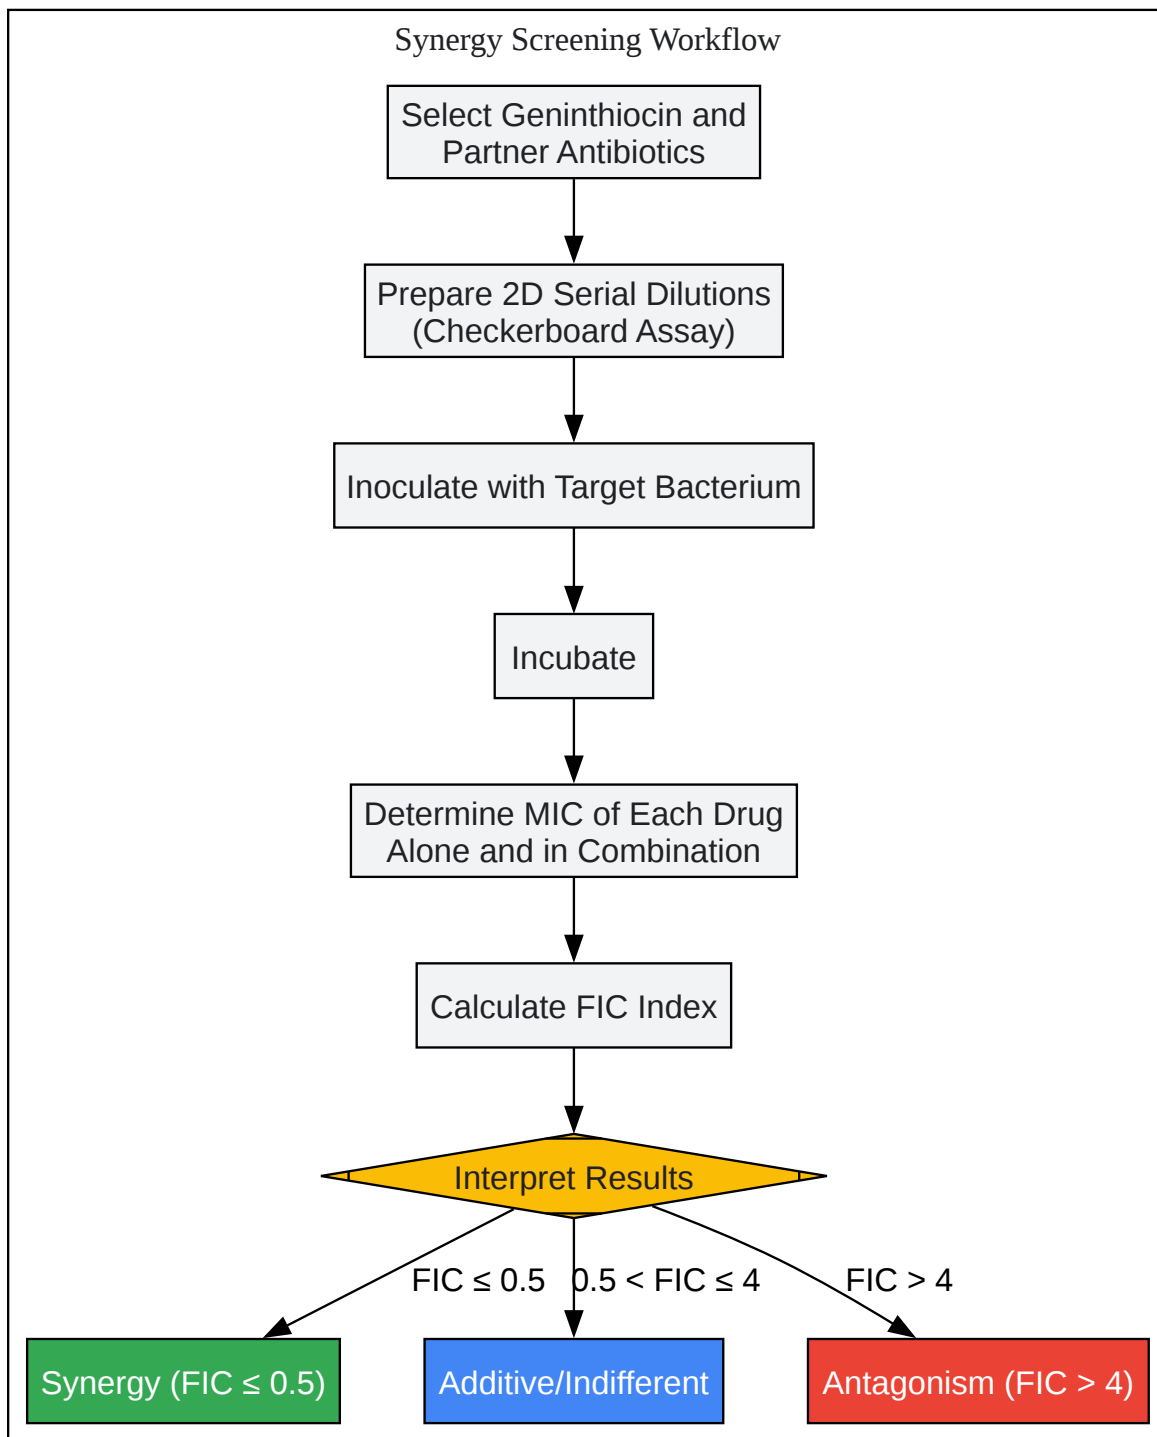 Synergy Screening Workflow
Select Geninthiocin and
Partner Antibiotics
Prepare 2D Serial Dilutions
(Checkerboard Assay)
Inoculate with Target Bacterium
Incubate
Determine MIC of Each Drug
Alone and in Combination
Calculate FIC Index
Interpret Results
FIC ≤ 0.5
0.5 < FIC ≤ 4
FIC > 4
Synergy (FIC ≤ 0.5)
Additive/Indifferent
Antagonism (FIC > 4)